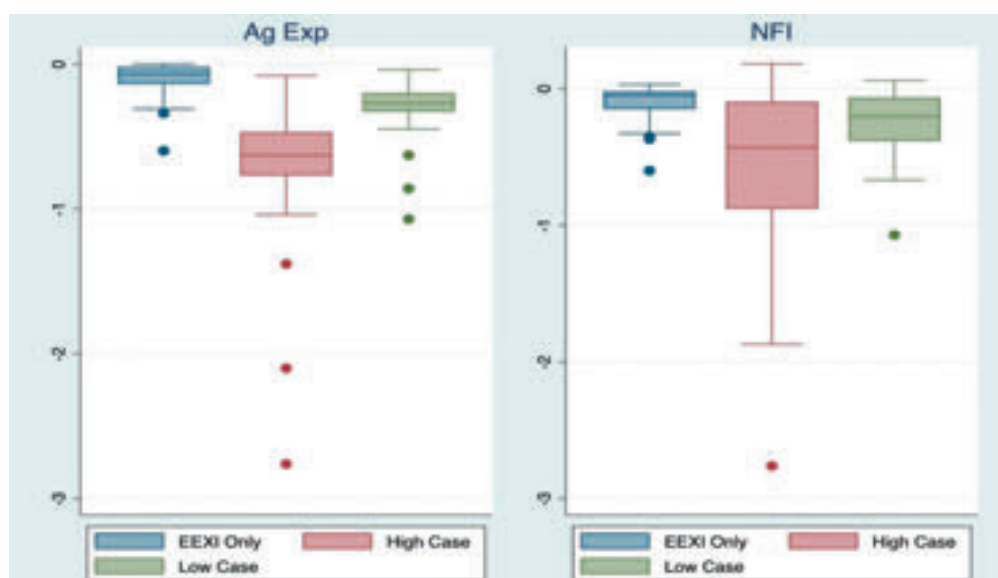 Ag Exp
0
-1
-2
-3
EEXI Only
High Case
Low Case
NFI
0
-1
-2
-3
EEXI Only
High Case
Low Case